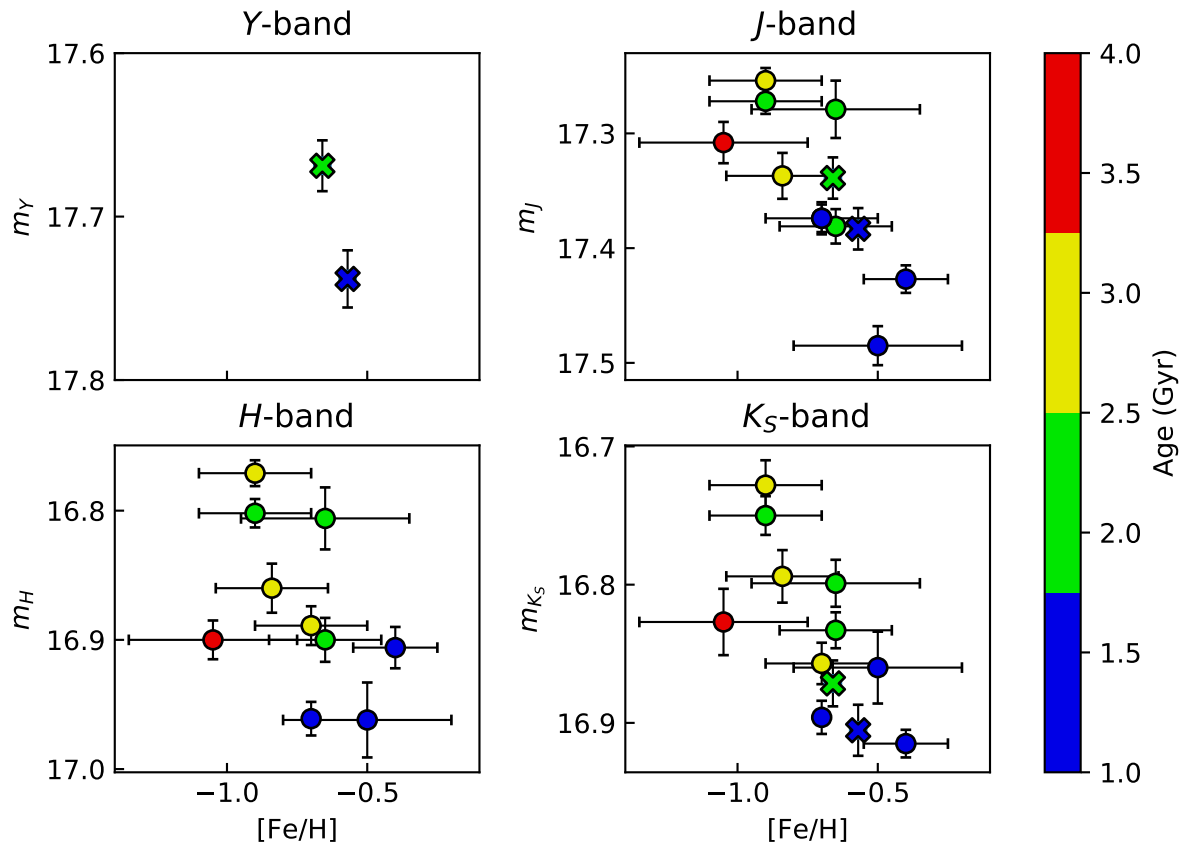 Y-band
17.6
17.7
17.8
m_Y
J-band
17.3
17.4
17.5
m_J
H-band
16.8
16.9
17.0
m_H
−1.0 −0.5
[Fe/H]
K_S-band
16.7
16.8
16.9
m_{K_S}
−1.0 −0.5
[Fe/H]
4.0
3.5
3.0
2.5
2.0
1.5
1.0
Age (Gyr)